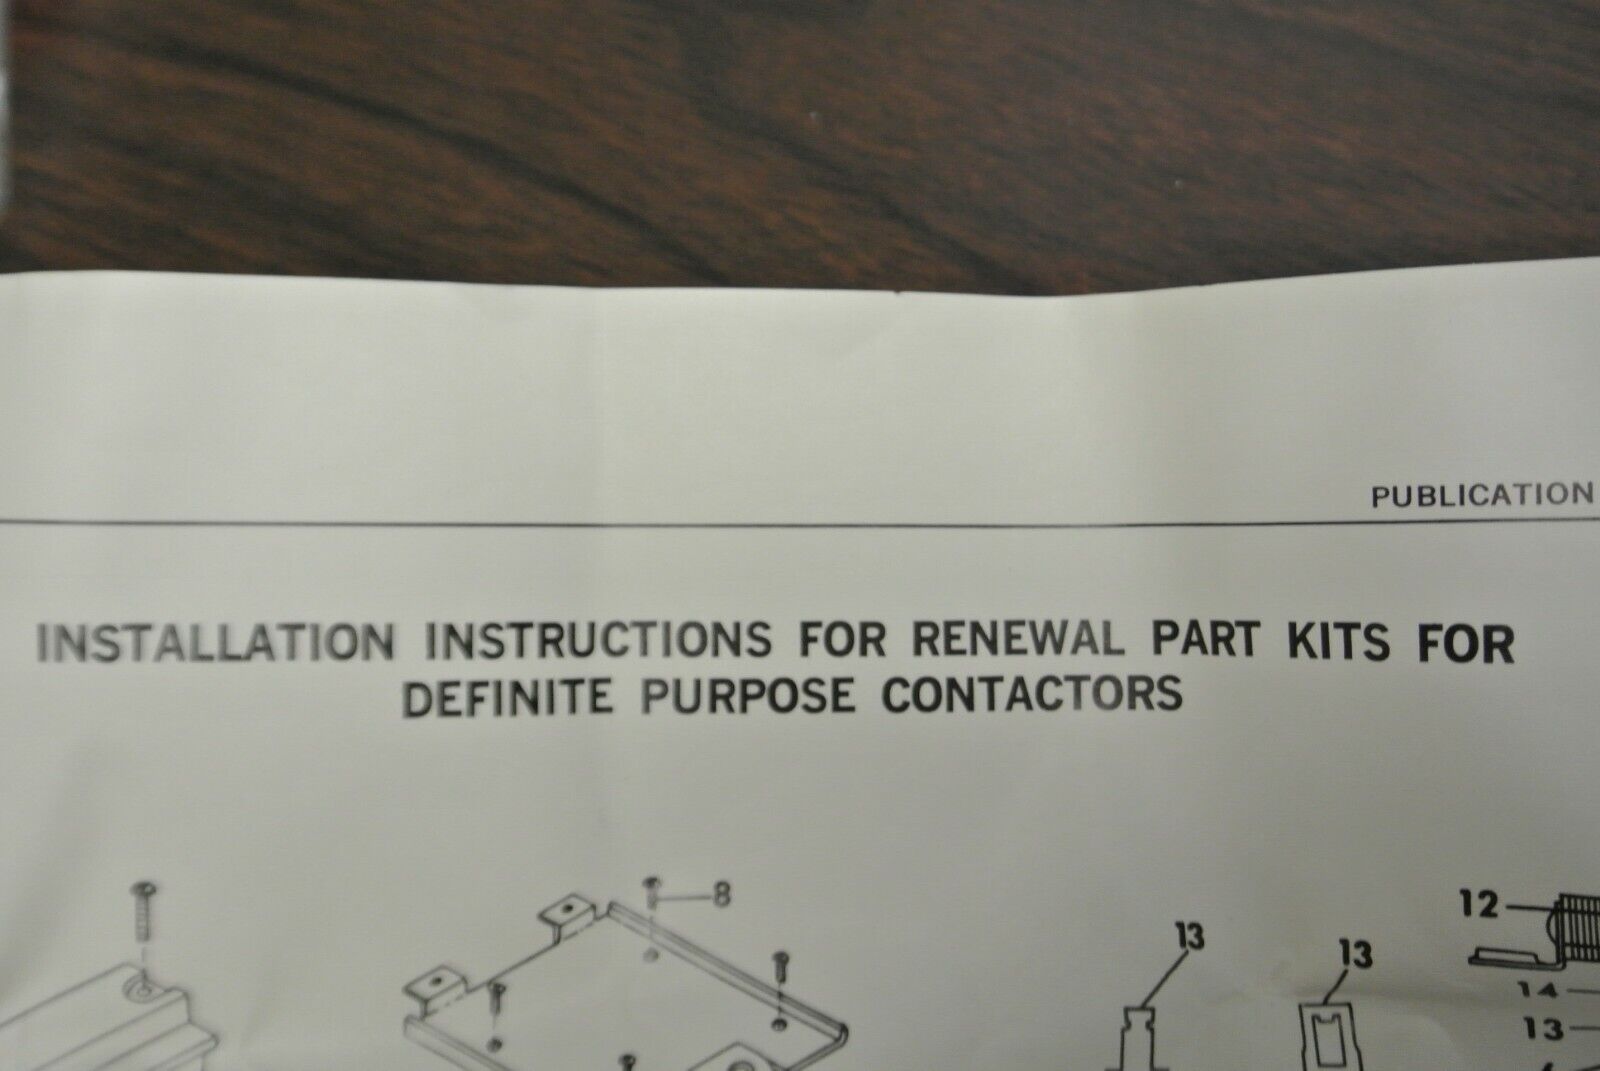 PUBLICATION
INSTALLATION INSTRUCTIONS FOR RENEWAL PART KITS FOR
DEFINITE PURPOSE CONTACTORS
8
13
13
12
14
13